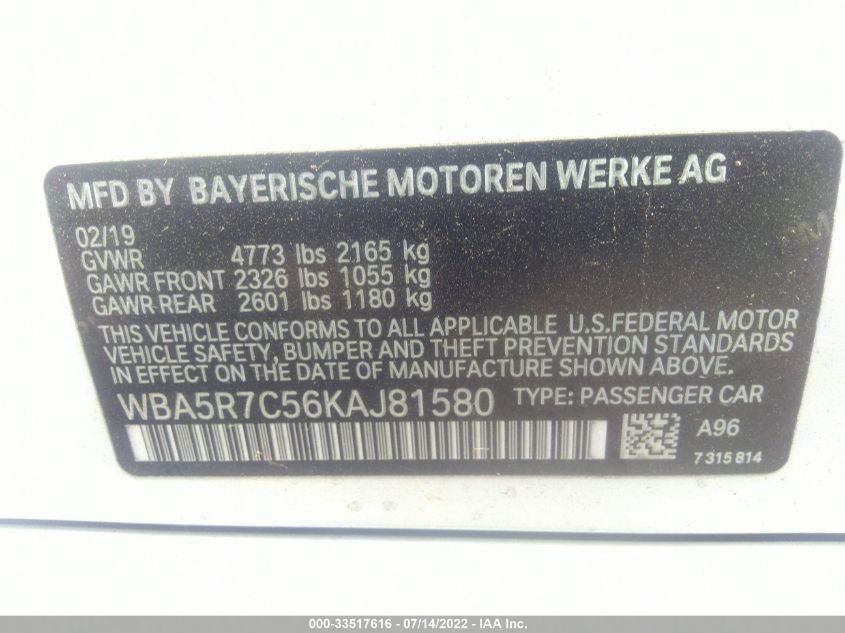 MFD BY BAYERISCHE MOTOREN WERKE AG
02/19
GVWR 4773 lbs 2165 kg
GAWR FRONT 2326 lbs 1055 kg
GAWR REAR 2601 lbs 1180 kg
THIS VEHICLE CONFORMS TO ALL APPLICABLE U.S.FEDERAL MOTOR
VEHICLE SAFETY, BUMPER AND THEFT PREVENTION STANDARDS
IN EFFECT ON THE DATE OF MANUFACTURE SHOWN ABOVE.
WBA5R7C56KAJ81580 TYPE: PASSENGER CAR
A96
7315814
000-33517616 - 07/14/2022 - IAA Inc.